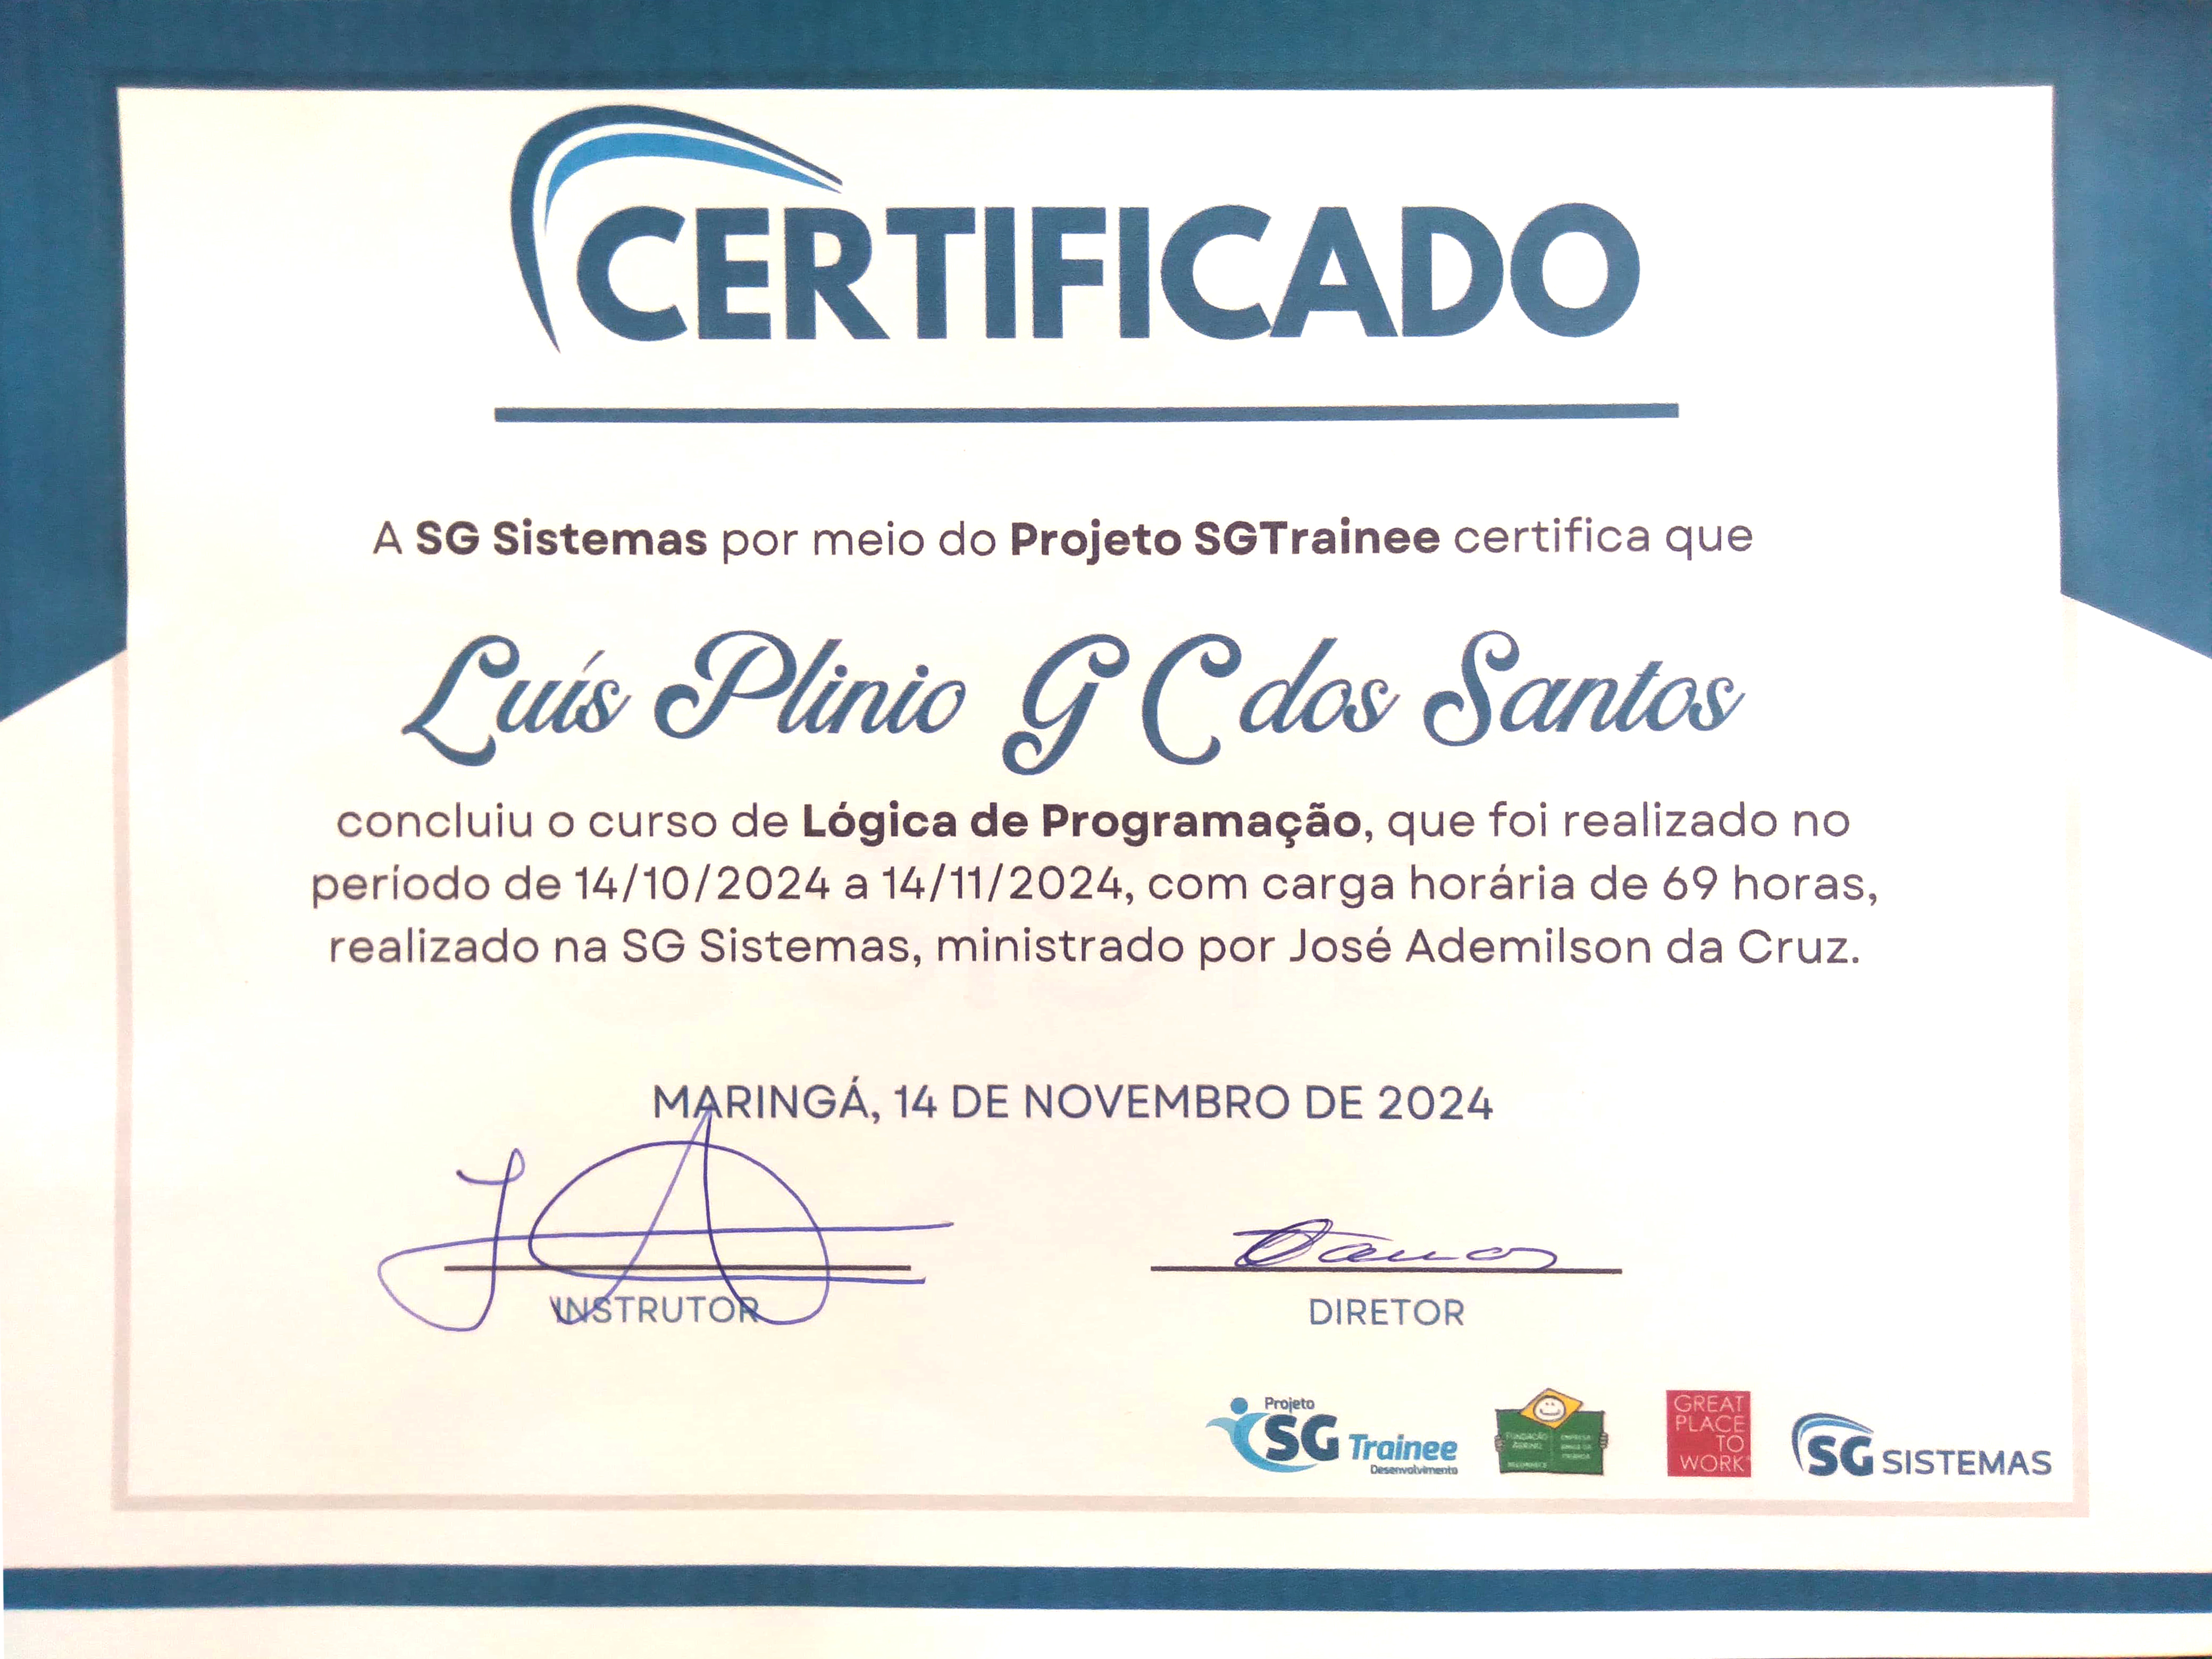 CERTIFICADO
A SG Sistemas por meio do Projeto SGTrainee certifica que
Luís Plinio G C dos Santos
concluiu o curso de Lógica de Programação, que foi realizado no
período de 14/10/2024 a 14/11/2024, com carga horária de 69 horas,
realizado na SG Sistemas, ministrado por José Ademilson da Cruz.
MARINGÁ, 14 DE NOVEMBRO DE 2024
INSTRUTOR
DIRETOR
Projeto
SG Trainee
Desenvolvimento
GREAT
PLACE
TO
WORK
SG SISTEMAS